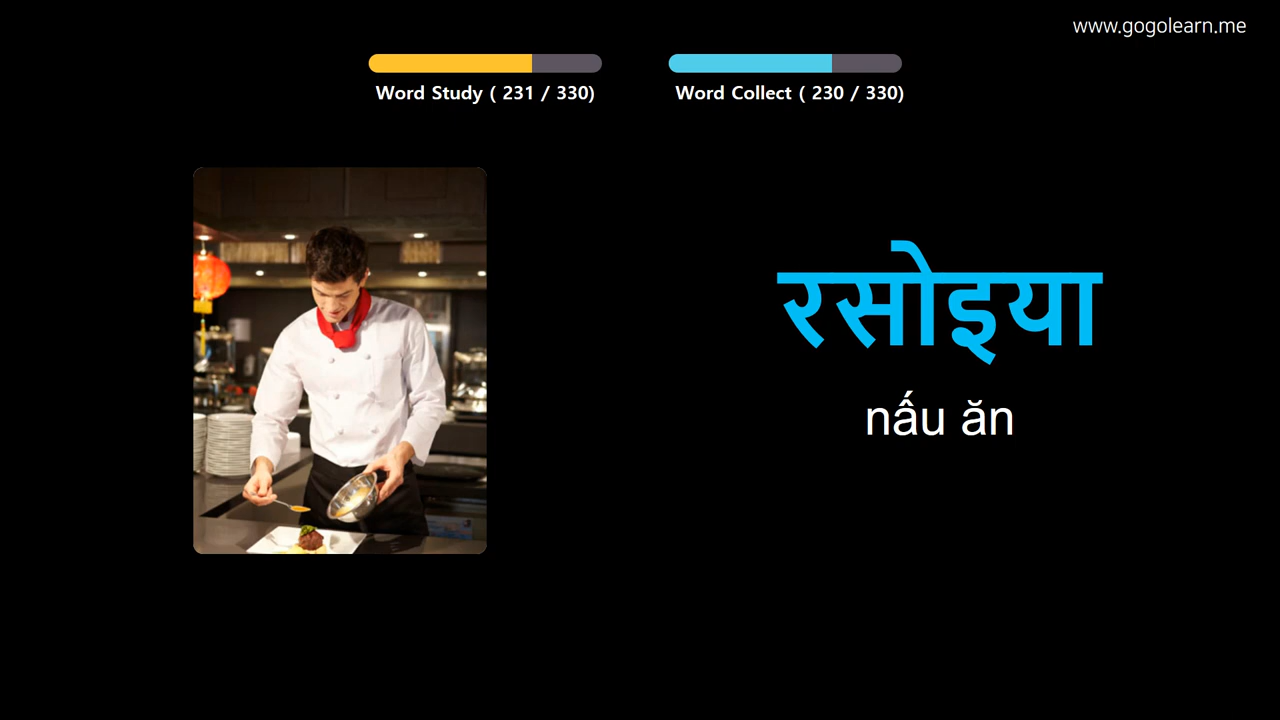 www.gogolearn.me
Word Study ( 231 / 330)
Word Collect ( 230 / 330)
रसोइया
nấu ăn